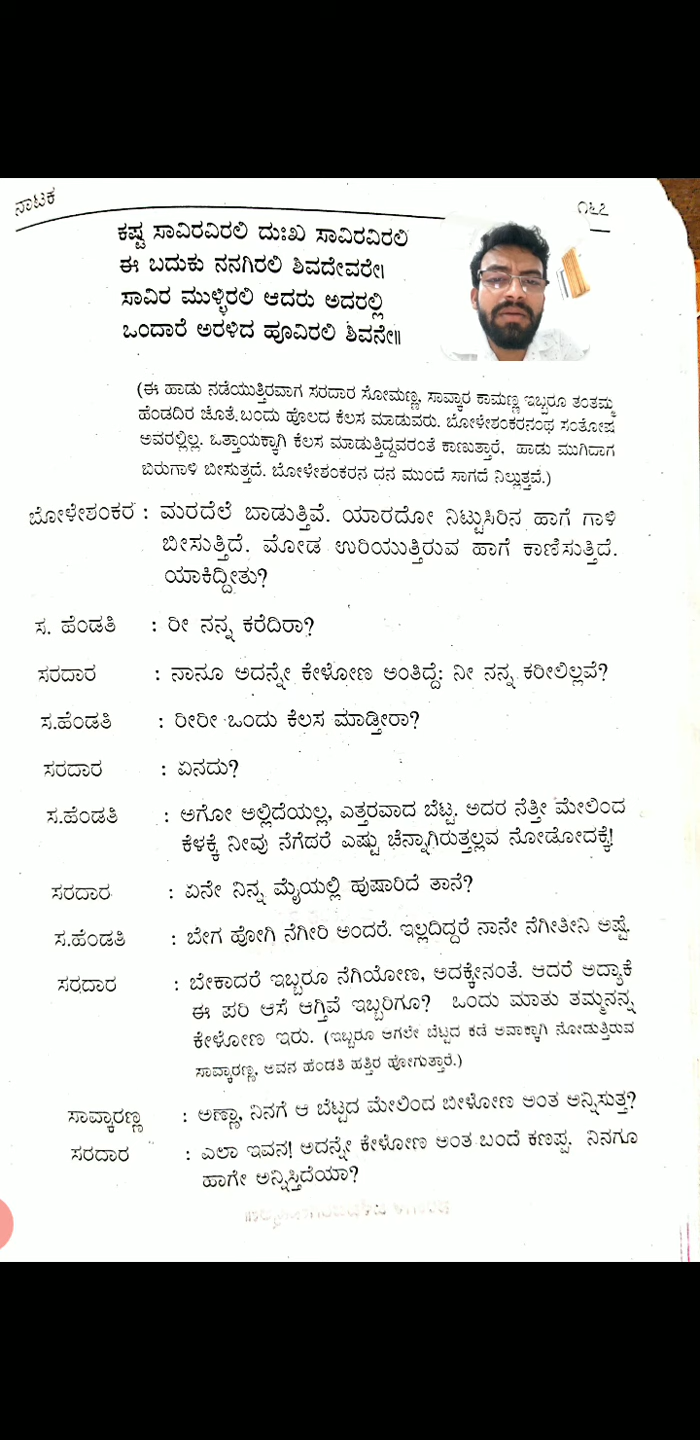 ನಾಟಕ
೧೬೭
ಕಷ್ಟ ಸಾವಿರವಿರಲಿ ದುಃಖ ಸಾವಿರವಿರಲಿ
ಈ ಬದುಕು ನನಗಿರಲಿ ಶಿವದೇವರೇ।
ಸಾವಿರ ಮುಳ್ಳಿರಲಿ ಆದರು ಅದರಲ್ಲಿ
ಒಂದಾರೆ ಅರಳಿದ ಹೂವಿರಲಿ ಶಿವನೇ॥
(ಈ ಹಾಡು ನಡೆಯುತ್ತಿರವಾಗ ಸರದಾರ ಸೋಮಣ್ಣ, ಸಾವ್ಕಾರ ಕಾಮಣ್ಣ ಇಬ್ಬರೂ ತಂತಮ್ಮ
ಹೆಂಡದಿರ ಜೊತೆ ಬಂದು ಹೊಲದ ಕೆಲಸ ಮಾಡುವರು. ಬೋಳೇಶಂಕರನಂಥ ಸಂತೋಷ
ಅವರಲ್ಲಿಲ್ಲ. ಒತ್ತಾಯಕ್ಕಾಗಿ ಕೆಲಸ ಮಾಡುತ್ತಿದ್ದವರಂತೆ ಕಾಣುತ್ತಾರೆ. ಹಾಡು ಮುಗಿದಾಗ
ಬಿರುಗಾಳಿ ಬೀಸುತ್ತದೆ. ಬೋಳೇಶಂಕರನ ದನ ಮುಂದೆ ಸಾಗದೆ ನಿಲ್ಲುತ್ತವೆ.)
ಬೋಳೇಶಂಕರ : ಮರದೆಲೆ ಬಾಡುತ್ತಿವೆ. ಯಾರದೋ ನಿಟ್ಟುಸಿರಿನ ಹಾಗೆ ಗಾಳಿ
ಬೀಸುತ್ತಿದೆ. ಮೋಡ ಉರಿಯುತ್ತಿರುವ ಹಾಗೆ ಕಾಣಿಸುತ್ತಿದೆ.
ಯಾಕಿದ್ದೀತು?
ಸ. ಹೆಂಡತಿ : ರೀ ನನ್ನ ಕರೆದಿರಾ?
ಸರದಾರ : ನಾನೂ ಅದನ್ನೇ ಕೇಳೋಣ ಅಂತಿದ್ದೆ: ನೀ ನನ್ನ ಕರೀಲಿಲ್ಲವೆ?
ಸ.ಹೆಂಡತಿ : ರೀರೀ ಒಂದು ಕೆಲಸ ಮಾಡ್ತೀರಾ?
ಸರದಾರ : ಏನದು?
ಸ.ಹೆಂಡತಿ : ಅಗೋ ಅಲ್ಲಿದೆಯಲ್ಲ, ಎತ್ತರವಾದ ಬೆಟ್ಟ. ಅದರ ನೆತ್ತೀ ಮೇಲಿಂದ
ಕೆಳಕ್ಕೆ ನೀವು ನೆಗೆದರೆ ಎಷ್ಟು ಚೆನ್ನಾಗಿರುತ್ತಲ್ಲವ ನೋಡೋದಕ್ಕೆ!
ಸರದಾರ : ಏನೇ ನಿನ್ನ ಮೈಯಲ್ಲಿ ಹುಷಾರಿದೆ ತಾನೆ?
ಸ.ಹೆಂಡತಿ : ಬೇಗ ಹೋಗಿ ನೆಗೀರಿ ಅಂದರೆ. ಇಲ್ಲದಿದ್ದರೆ ನಾನೇ ನೆಗೀತೀನಿ ಅಷ್ಟೆ.
ಸರದಾರ : ಬೇಕಾದರೆ ಇಬ್ಬರೂ ನೆಗಿಯೋಣ, ಅದಕ್ಕೇನಂತೆ. ಆದರೆ ಅದ್ಯಾಕೆ
ಈ ಪರಿ ಆಸೆ ಆಗ್ತಿವೆ ಇಬ್ಬರಿಗೂ? ಒಂದು ಮಾತು ತಮ್ಮನನ್ನ
ಕೇಳೋಣ ಇರು. (ಇಬ್ಬರೂ ಆಗಲೇ ಬೆಟ್ಟದ ಕಡೆ ಅವಾಕ್ಕಾಗಿ ನೋಡುತ್ತಿರುವ
ಸಾವ್ಕಾರಣ್ಣ, ಅವನ ಹೆಂಡತಿ ಹತ್ತಿರ ಹೋಗುತ್ತಾರೆ.)
ಸಾವ್ಕಾರಣ್ಣ : ಅಣ್ಣಾ, ನಿನಗೆ ಆ ಬೆಟ್ಟದ ಮೇಲಿಂದ ಬೀಳೋಣ ಅಂತ ಅನ್ನಿಸುತ್ತ?
ಸರದಾರ : ಎಲಾ ಇವನ! ಅದನ್ನೇ ಕೇಳೋಣ ಅಂತ ಬಂದೆ ಕಣಪ್ಪ. ನಿನಗೂ
ಹಾಗೇ ಅನ್ನಿಸ್ತಿದೆಯಾ?